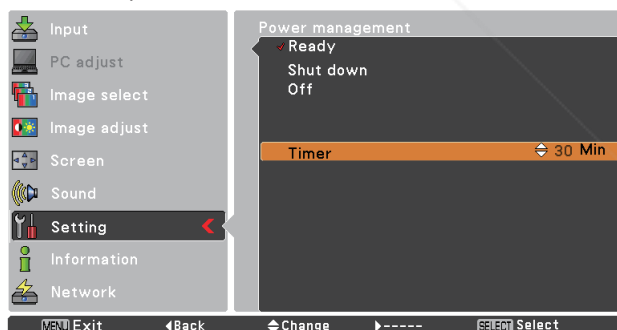 Input
PC adjust
Image select
Image adjust
Screen
Sound
Setting
Information
Network
Power management
Ready
Shut down
Off
Timer 30 Min
MENU Exit Back Change ----- SELECT Select